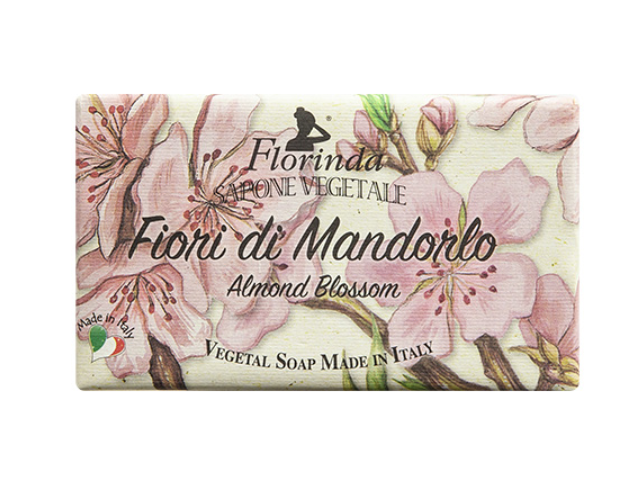 ®
Florinda
SAPONE VEGETALE
Fiori di Mandorlo
Almond Blossom
Made in Italy
VEGETAL SOAP MADE IN ITALY